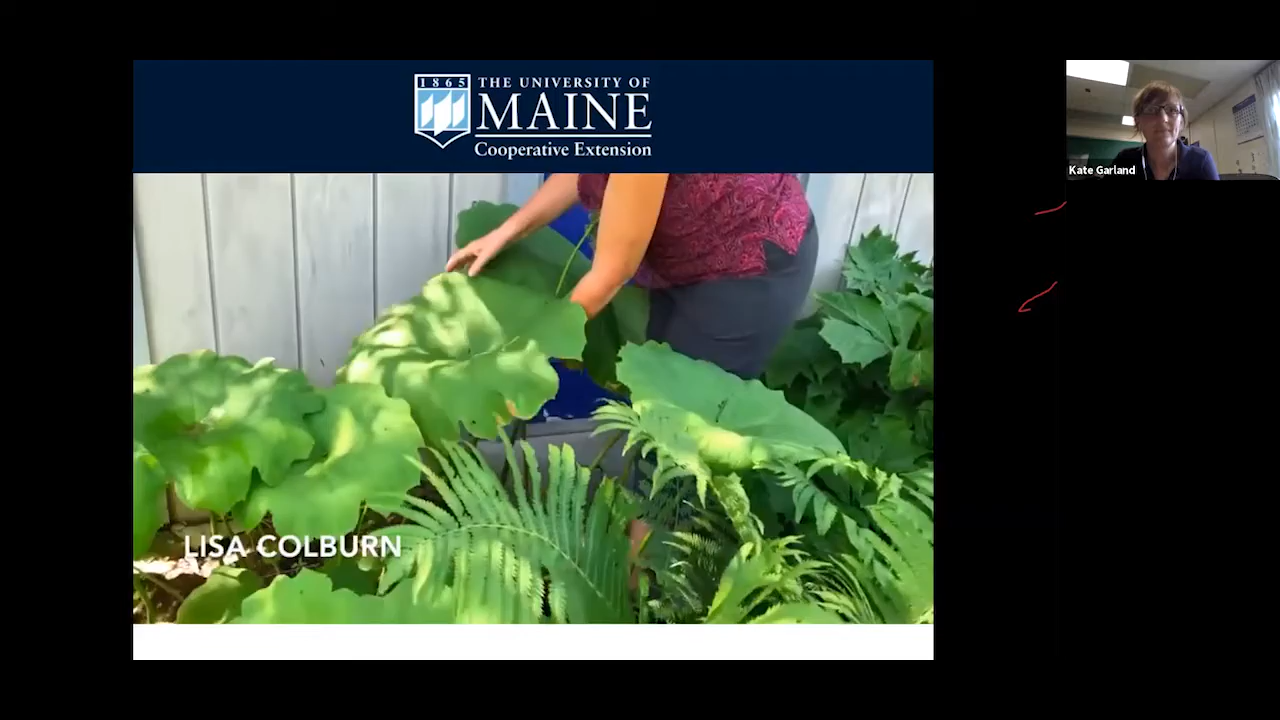 1865
THE UNIVERSITY OF
MAINE
Cooperative Extension
Kate Garland
LISA COLBURN